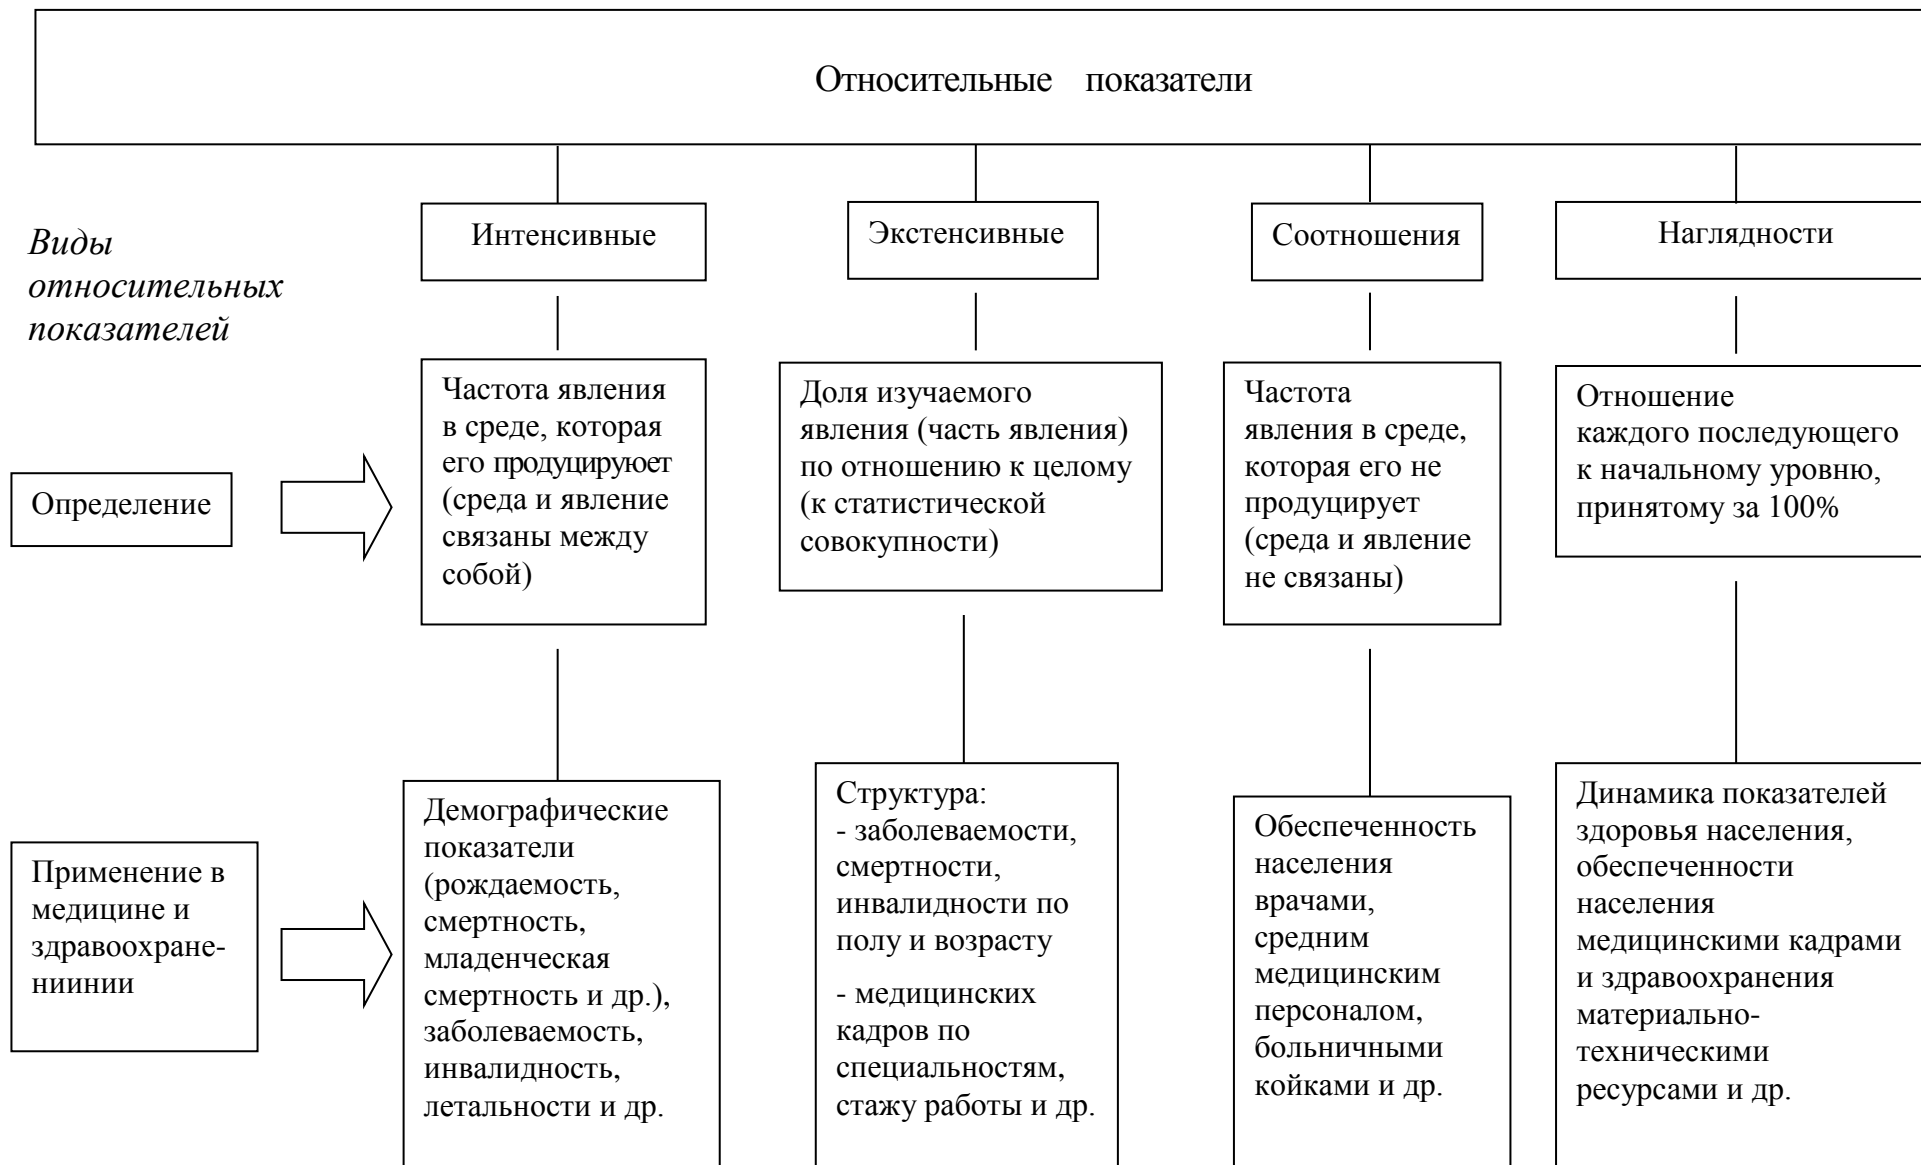 Относительные показатели
Виды
относительных
показателей
Интенсивные
Экстенсивные
Соотношения
Наглядности
Определение
Частота явления
в среде, которая
его продуцируюет
(среда и явление
связаны между
собой)
Доля изучаемого
явления (часть явления)
по отношению к целому
(к статистической
совокупности)
Частота
явления в среде,
которая его не
продуцирует
(среда и явление
не связаны)
Отношение
каждого последующего
к начальному уровню,
принятому за 100%
Применение в
медицине и
здравоохране-
ниинии
Демографические
показатели
(рождаемость,
смертность,
младенческая
смертность и др.),
заболеваемость,
инвалидность,
летальности и др.
Структура:
- заболеваемости,
смертности,
инвалидности по
полу и возрасту
- медицинских
кадров по
специальностям,
стажу работы и др.
Обеспеченность
населения
врачами,
средним
медицинским
персоналом,
больничными
койками и др.
Динамика показателей
здоровья населения,
обеспеченности
населения
медицинскими кадрами
и здравоохранения
материально-
техническими
ресурсами и др.